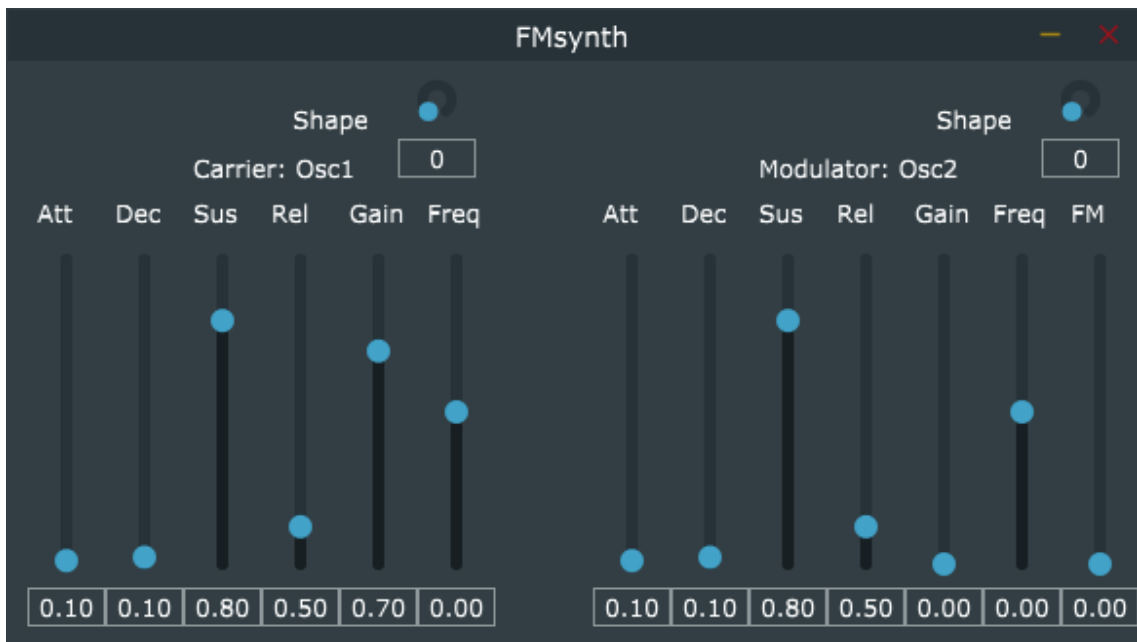 FMsynth
Shape Shape
0 0
Carrier: Osc1 Modulator: Osc2
Att Dec Sus Rel Gain Freq Att Dec Sus Rel Gain Freq FM
0.10 0.10 0.80 0.50 0.70 0.00 0.10 0.10 0.80 0.50 0.00 0.00 0.00